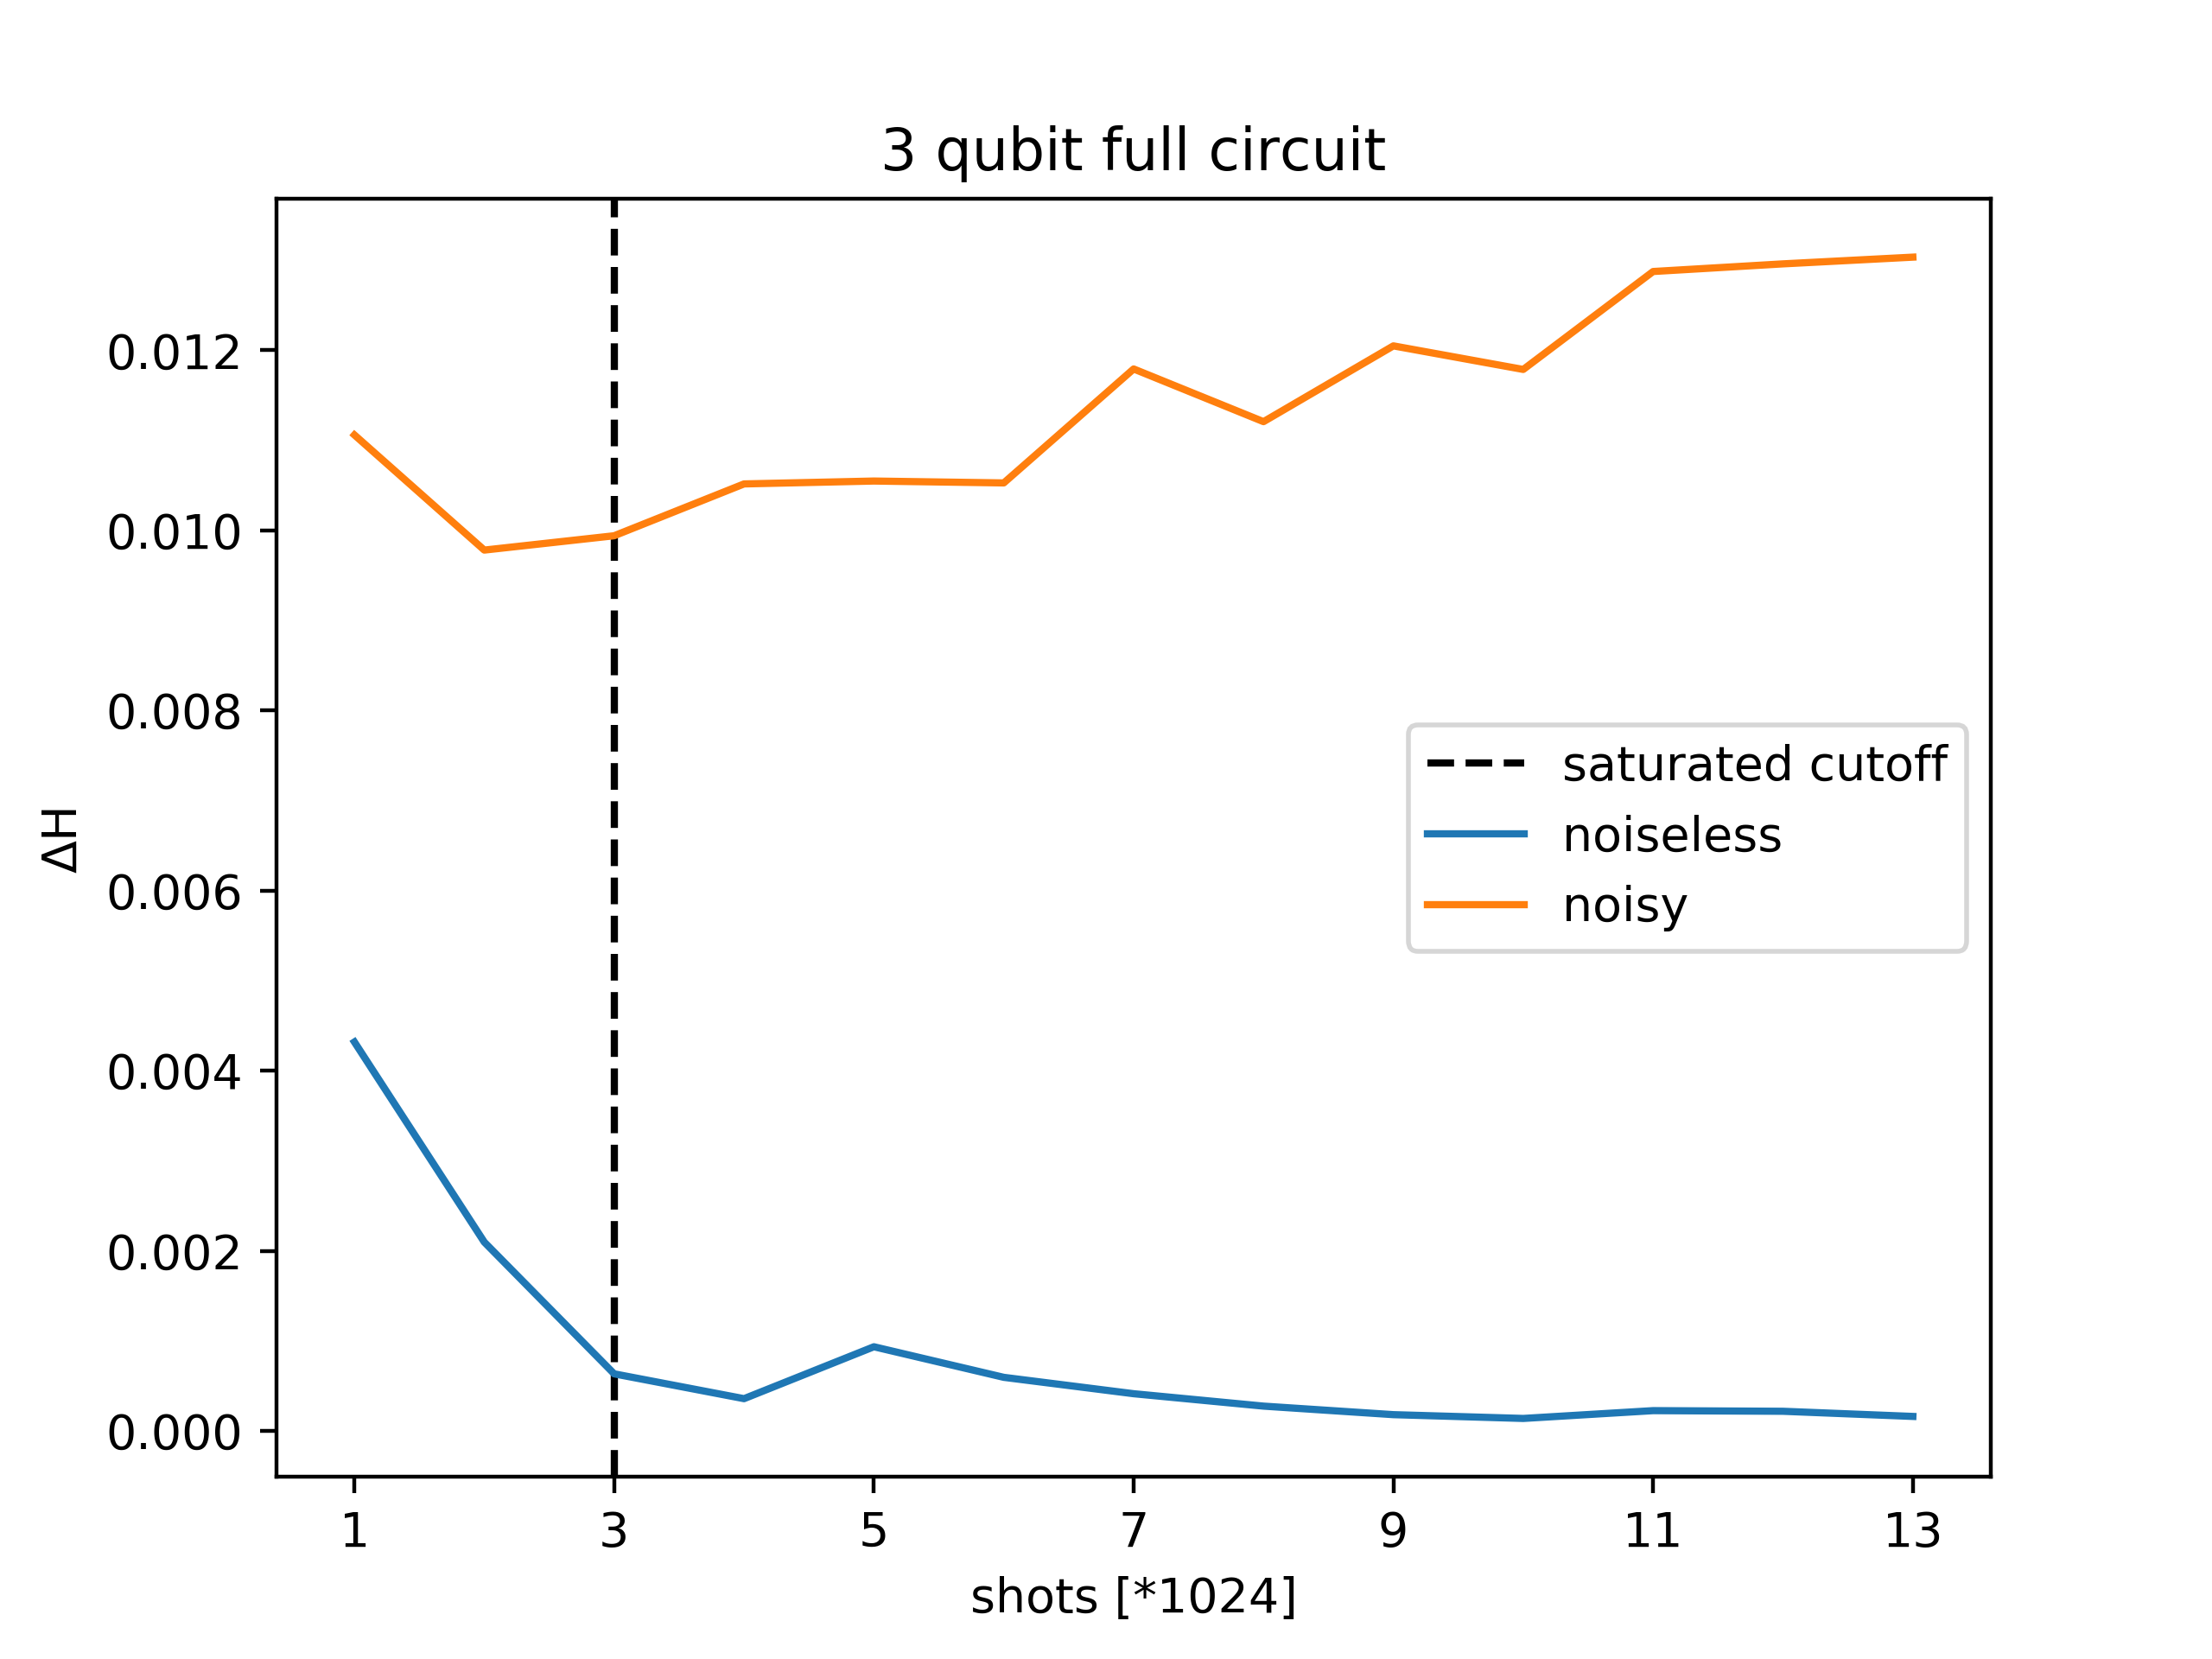 3 qubit full circuit
0.012
0.010
0.008
0.006
0.004
0.002
0.000
ΔH
saturated cutoff
noiseless
noisy
1 3 5 7 9 11 13
shots [*1024]